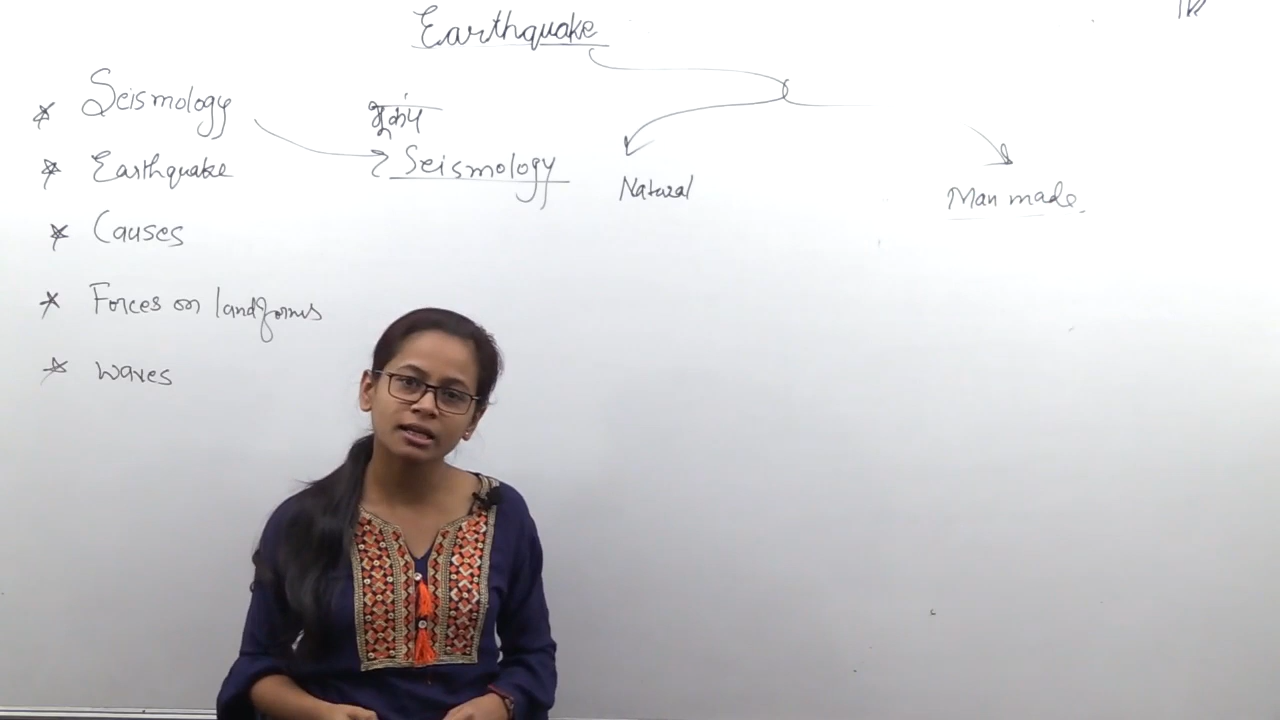 Earthquake
* Seismology
भूकंप
* Earthquake
Seismology
Natural
Man made.
* Causes
* Forces on landforms
* Waves